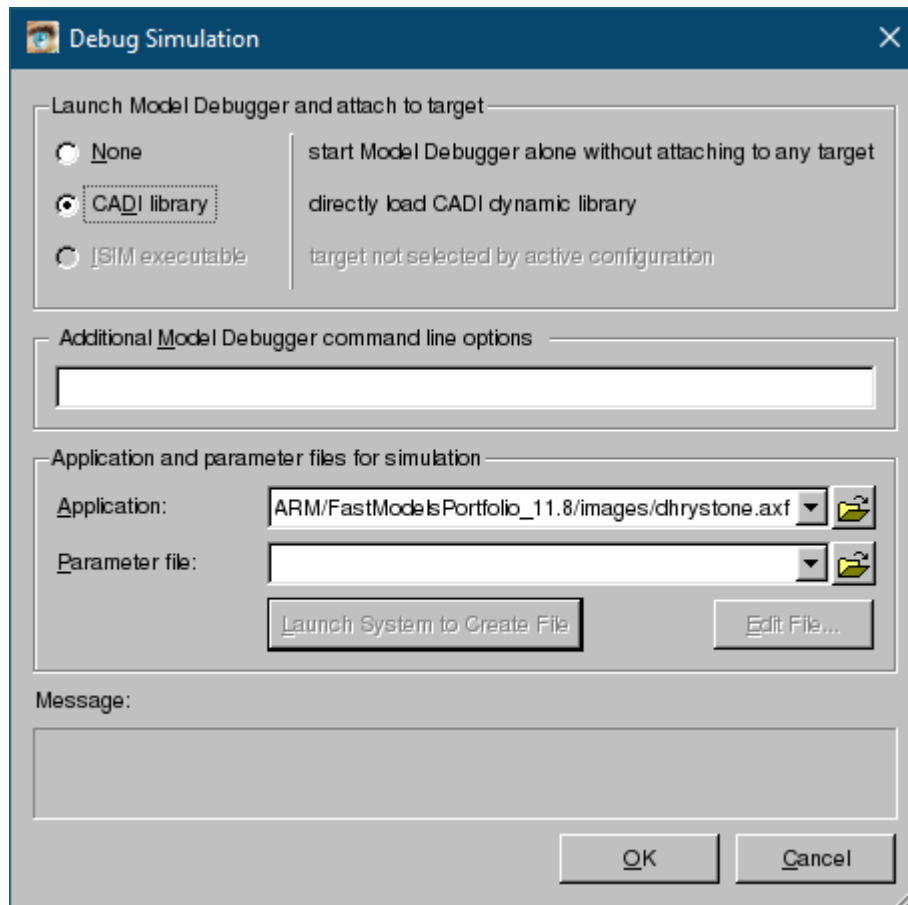 Debug Simulation
Launch Model Debugger and attach to target
None start Model Debugger alone without attaching to any target
CADI library directly load CADI dynamic library
ISIM executable target not selected by active configuration
Additional Model Debugger command line options
Application and parameter files for simulation
Application: ARM/FastModelsPortfolio_11.8/images/dhrystone.axf
Parameter file:
Launch System to Create File Edit File...
Message:
OK Cancel